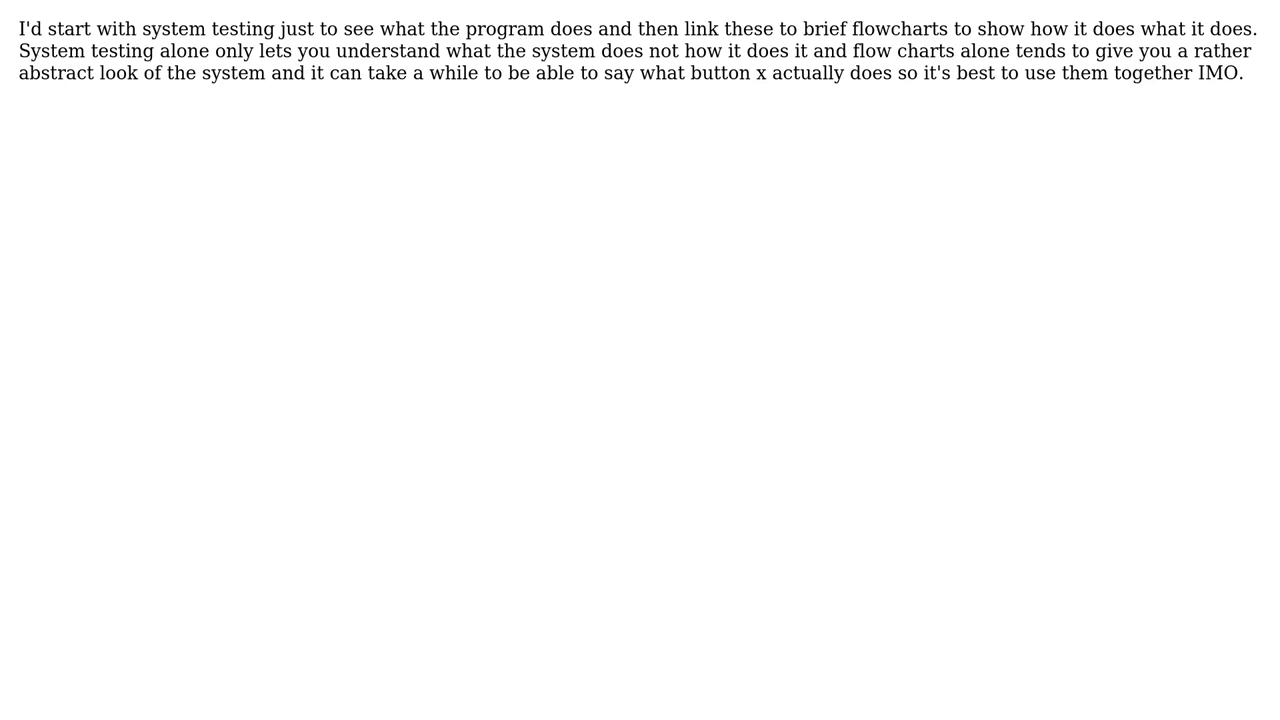 I'd start with system testing just to see what the program does and then link these to brief flowcharts to show how it does what it does.
System testing alone only lets you understand what the system does not how it does it and flow charts alone tends to give you a rather
abstract look of the system and it can take a while to be able to say what button x actually does so it's best to use them together IMO.